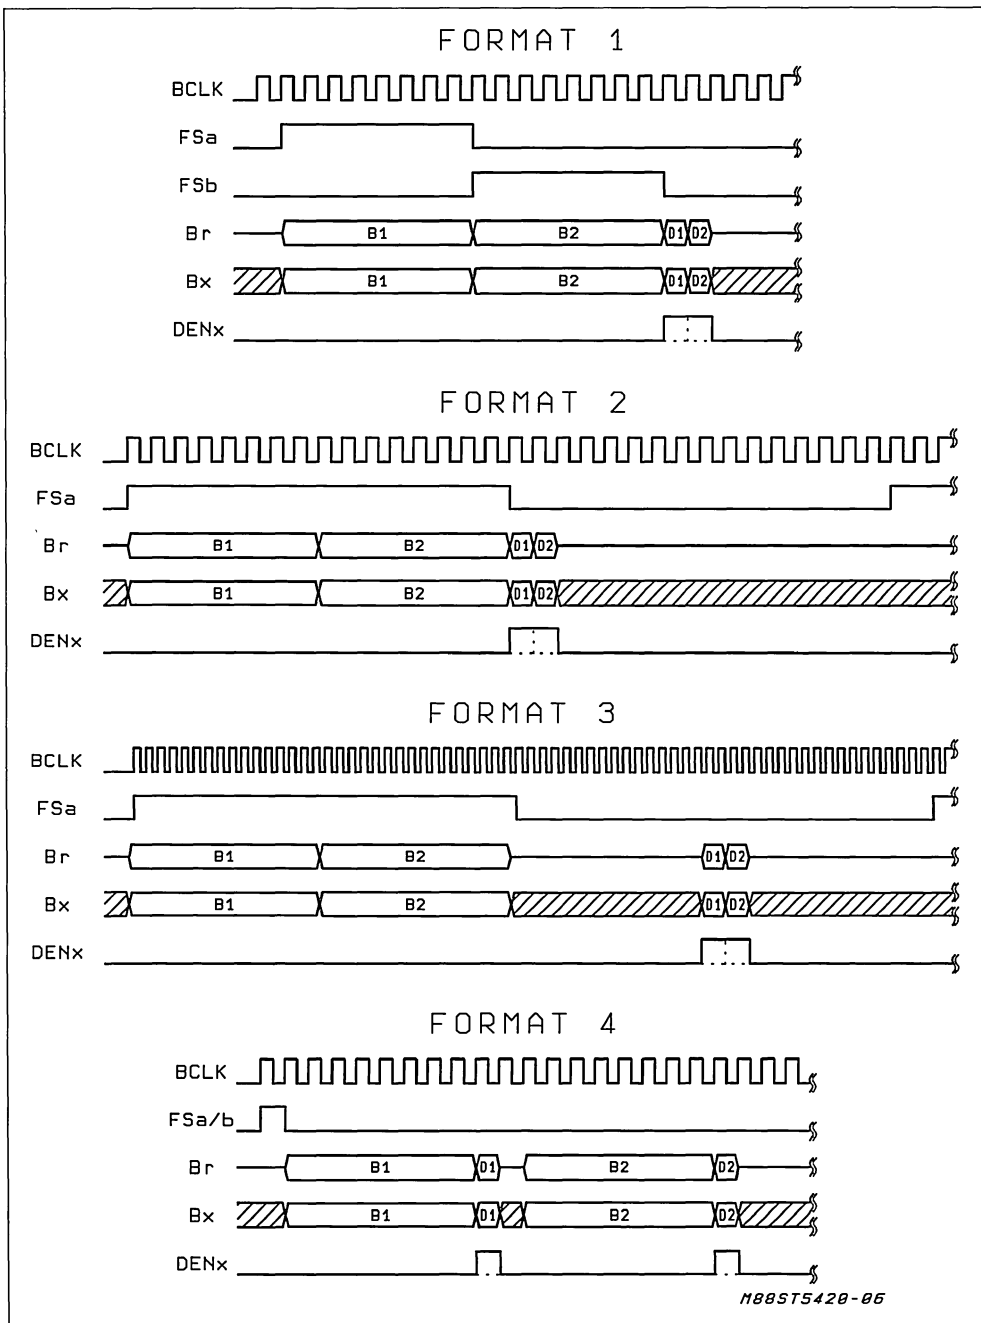 FORMAT 1
BCLK
FSa
FSb
Br B1 B2 D1 D2
Bx B1 B2 D1 D2
DENx
FORMAT 2
BCLK
FSa
Br B1 B2 D1 D2
Bx B1 B2 D1 D2
DENx
FORMAT 3
BCLK
FSa
Br B1 B2 D1 D2
Bx B1 B2 D1 D2
DENx
FORMAT 4
BCLK
FSa/b
Br B1 D1 B2 D2
Bx B1 D1 B2 D2
DENx
M88ST5420-06